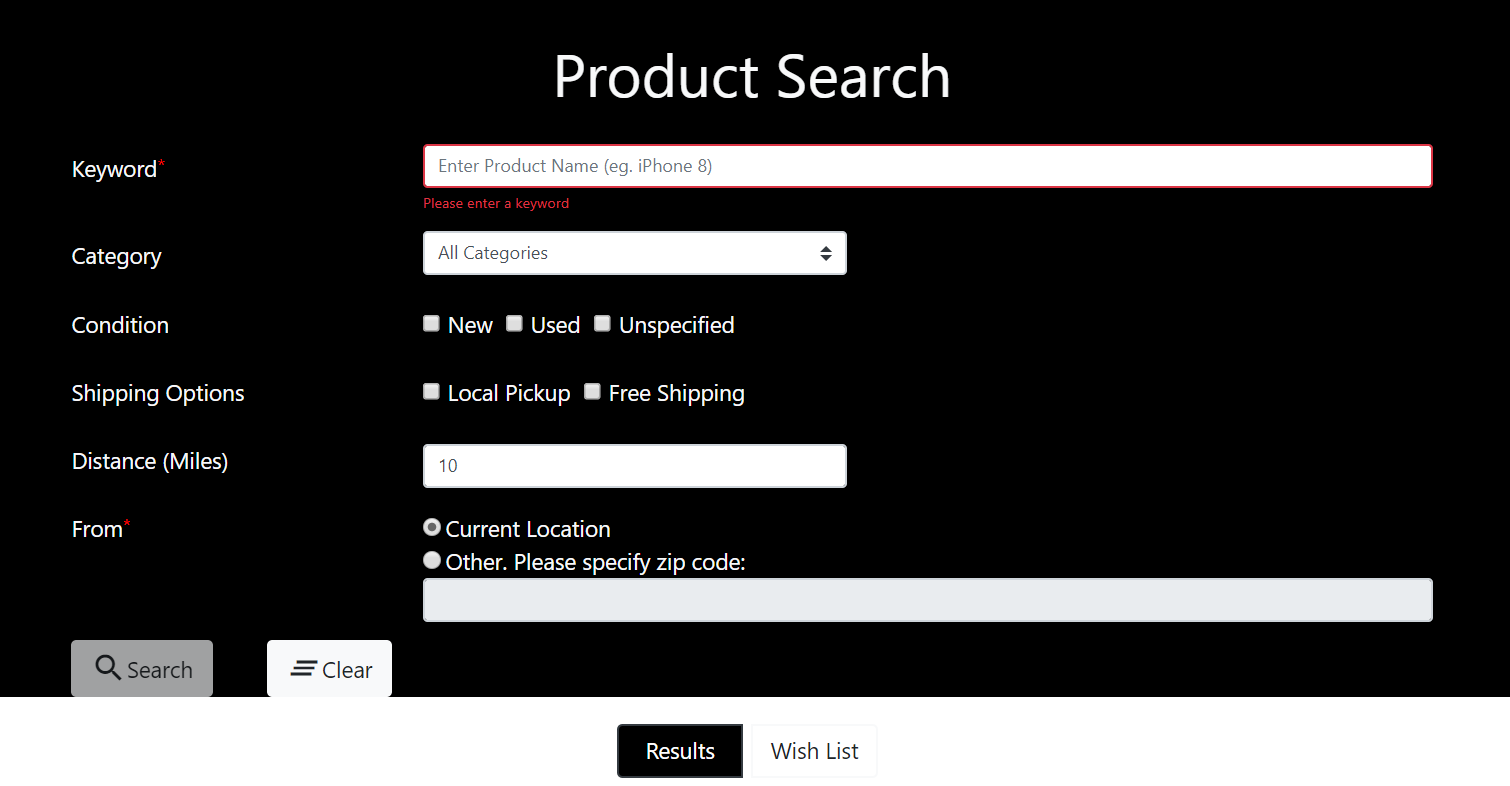 Product Search
Keyword*
Enter Product Name (eg. iPhone 8)
Please enter a keyword
Category
All Categories
Condition
New Used Unspecified
Shipping Options
Local Pickup Free Shipping
Distance (Miles)
10
From*
Current Location
Other. Please specify zip code:
Search Clear
Results Wish List